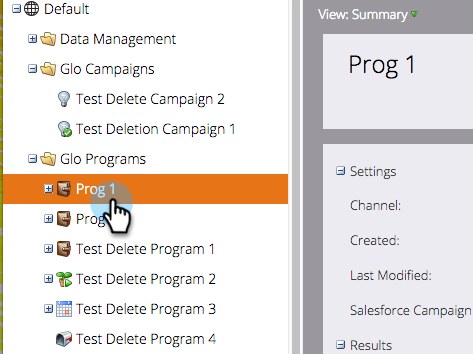 Default
Data Management
Glo Campaigns
Test Delete Campaign 2
Test Deletion Campaign 1
Glo Programs
Prog 1
Prog
Test Delete Program 1
Test Delete Program 2
Test Delete Program 3
Test Delete Program 4
View: Summary
Prog 1
Settings
Channel:
Created:
Last Modified:
Salesforce Campaign
Results